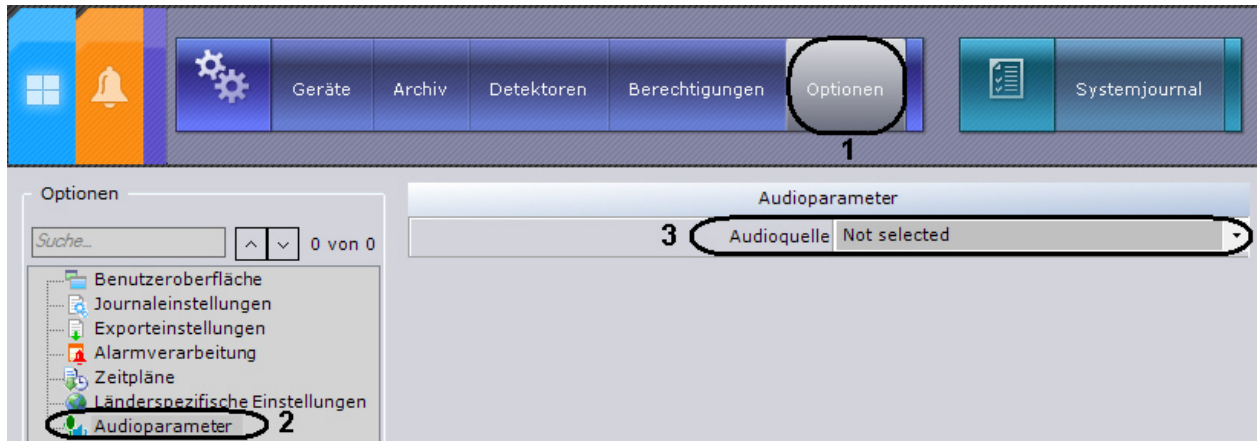 Geräte Archiv Detektoren Berechtigungen Optionen Systemjournal
1
Optionen
Suche...
0 von 0
Benutzeroberfläche
Journaleinstellungen
Exporteinstellungen
Alarmverarbeitung
Zeitpläne
Länderspezifische Einstellungen
Audioparameter 2
Audioparameter
3 Audioquelle Not selected